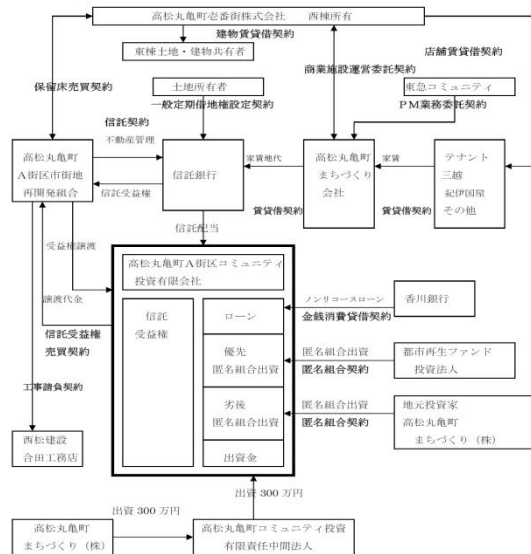 高松丸亀町壱番街株式会社　西棟所有
建物賃貸借契約
東棟土地・建物共有者
店舗賃貸借契約
商業施設運営委託契約
東急コミュニティ
PM業務委託契約
保留床売買契約
土地所有者
一般定期借地権設定契約
信託契約
不動産管理
高松丸亀町
A街区市街地
再開発組合
信託受益権
信託銀行
家賃地代
賃貸借契約
高松丸亀町
まちづくり
会社
家賃
賃貸借契約
テナント
三越
紀伊国屋
その他
信託配当
受益権譲渡
譲渡代金
信託受益権
売買契約
高松丸亀町A街区コミュニティ
投資有限会社
信託
受益権
ローン
優先
匿名組合出資
劣後
匿名組合出資
出資金
ノンリコースローン
金銭消費貸借契約
香川銀行
匿名組合出資
匿名組合契約
都市再生ファンド
投資法人
匿名組合出資
匿名組合契約
地元投資家
高松丸亀町
まちづくり（株）
工事請負契約
西松建設
合田工務店
出資 300 万円
高松丸亀町
まちづくり（株）
出資 300 万円
高松丸亀町コミュニティ投資
有限責任中間法人